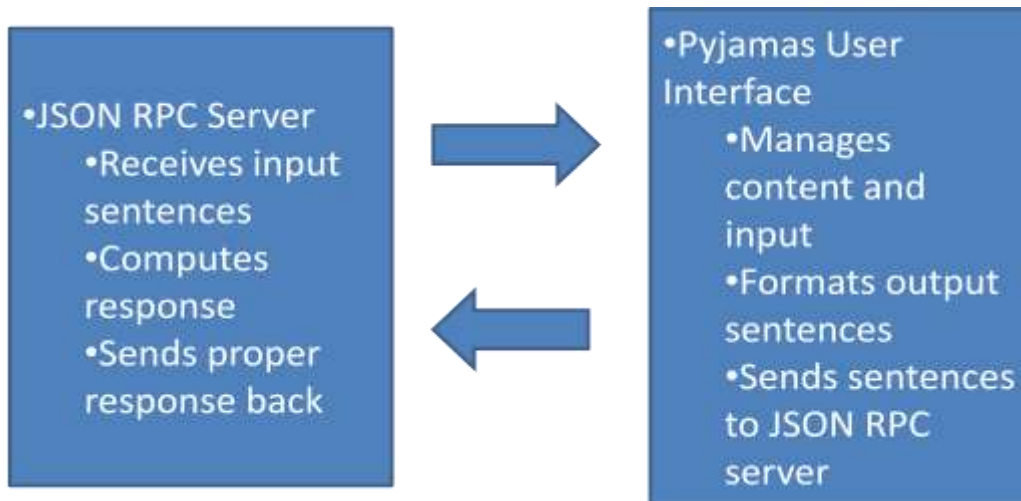 •JSON RPC Server
•Receives input
sentences
•Computes
response
•Sends proper
response back
•Pyjamas User
Interface
•Manages
content and
input
•Formats output
sentences
•Sends sentences
to JSON RPC
server